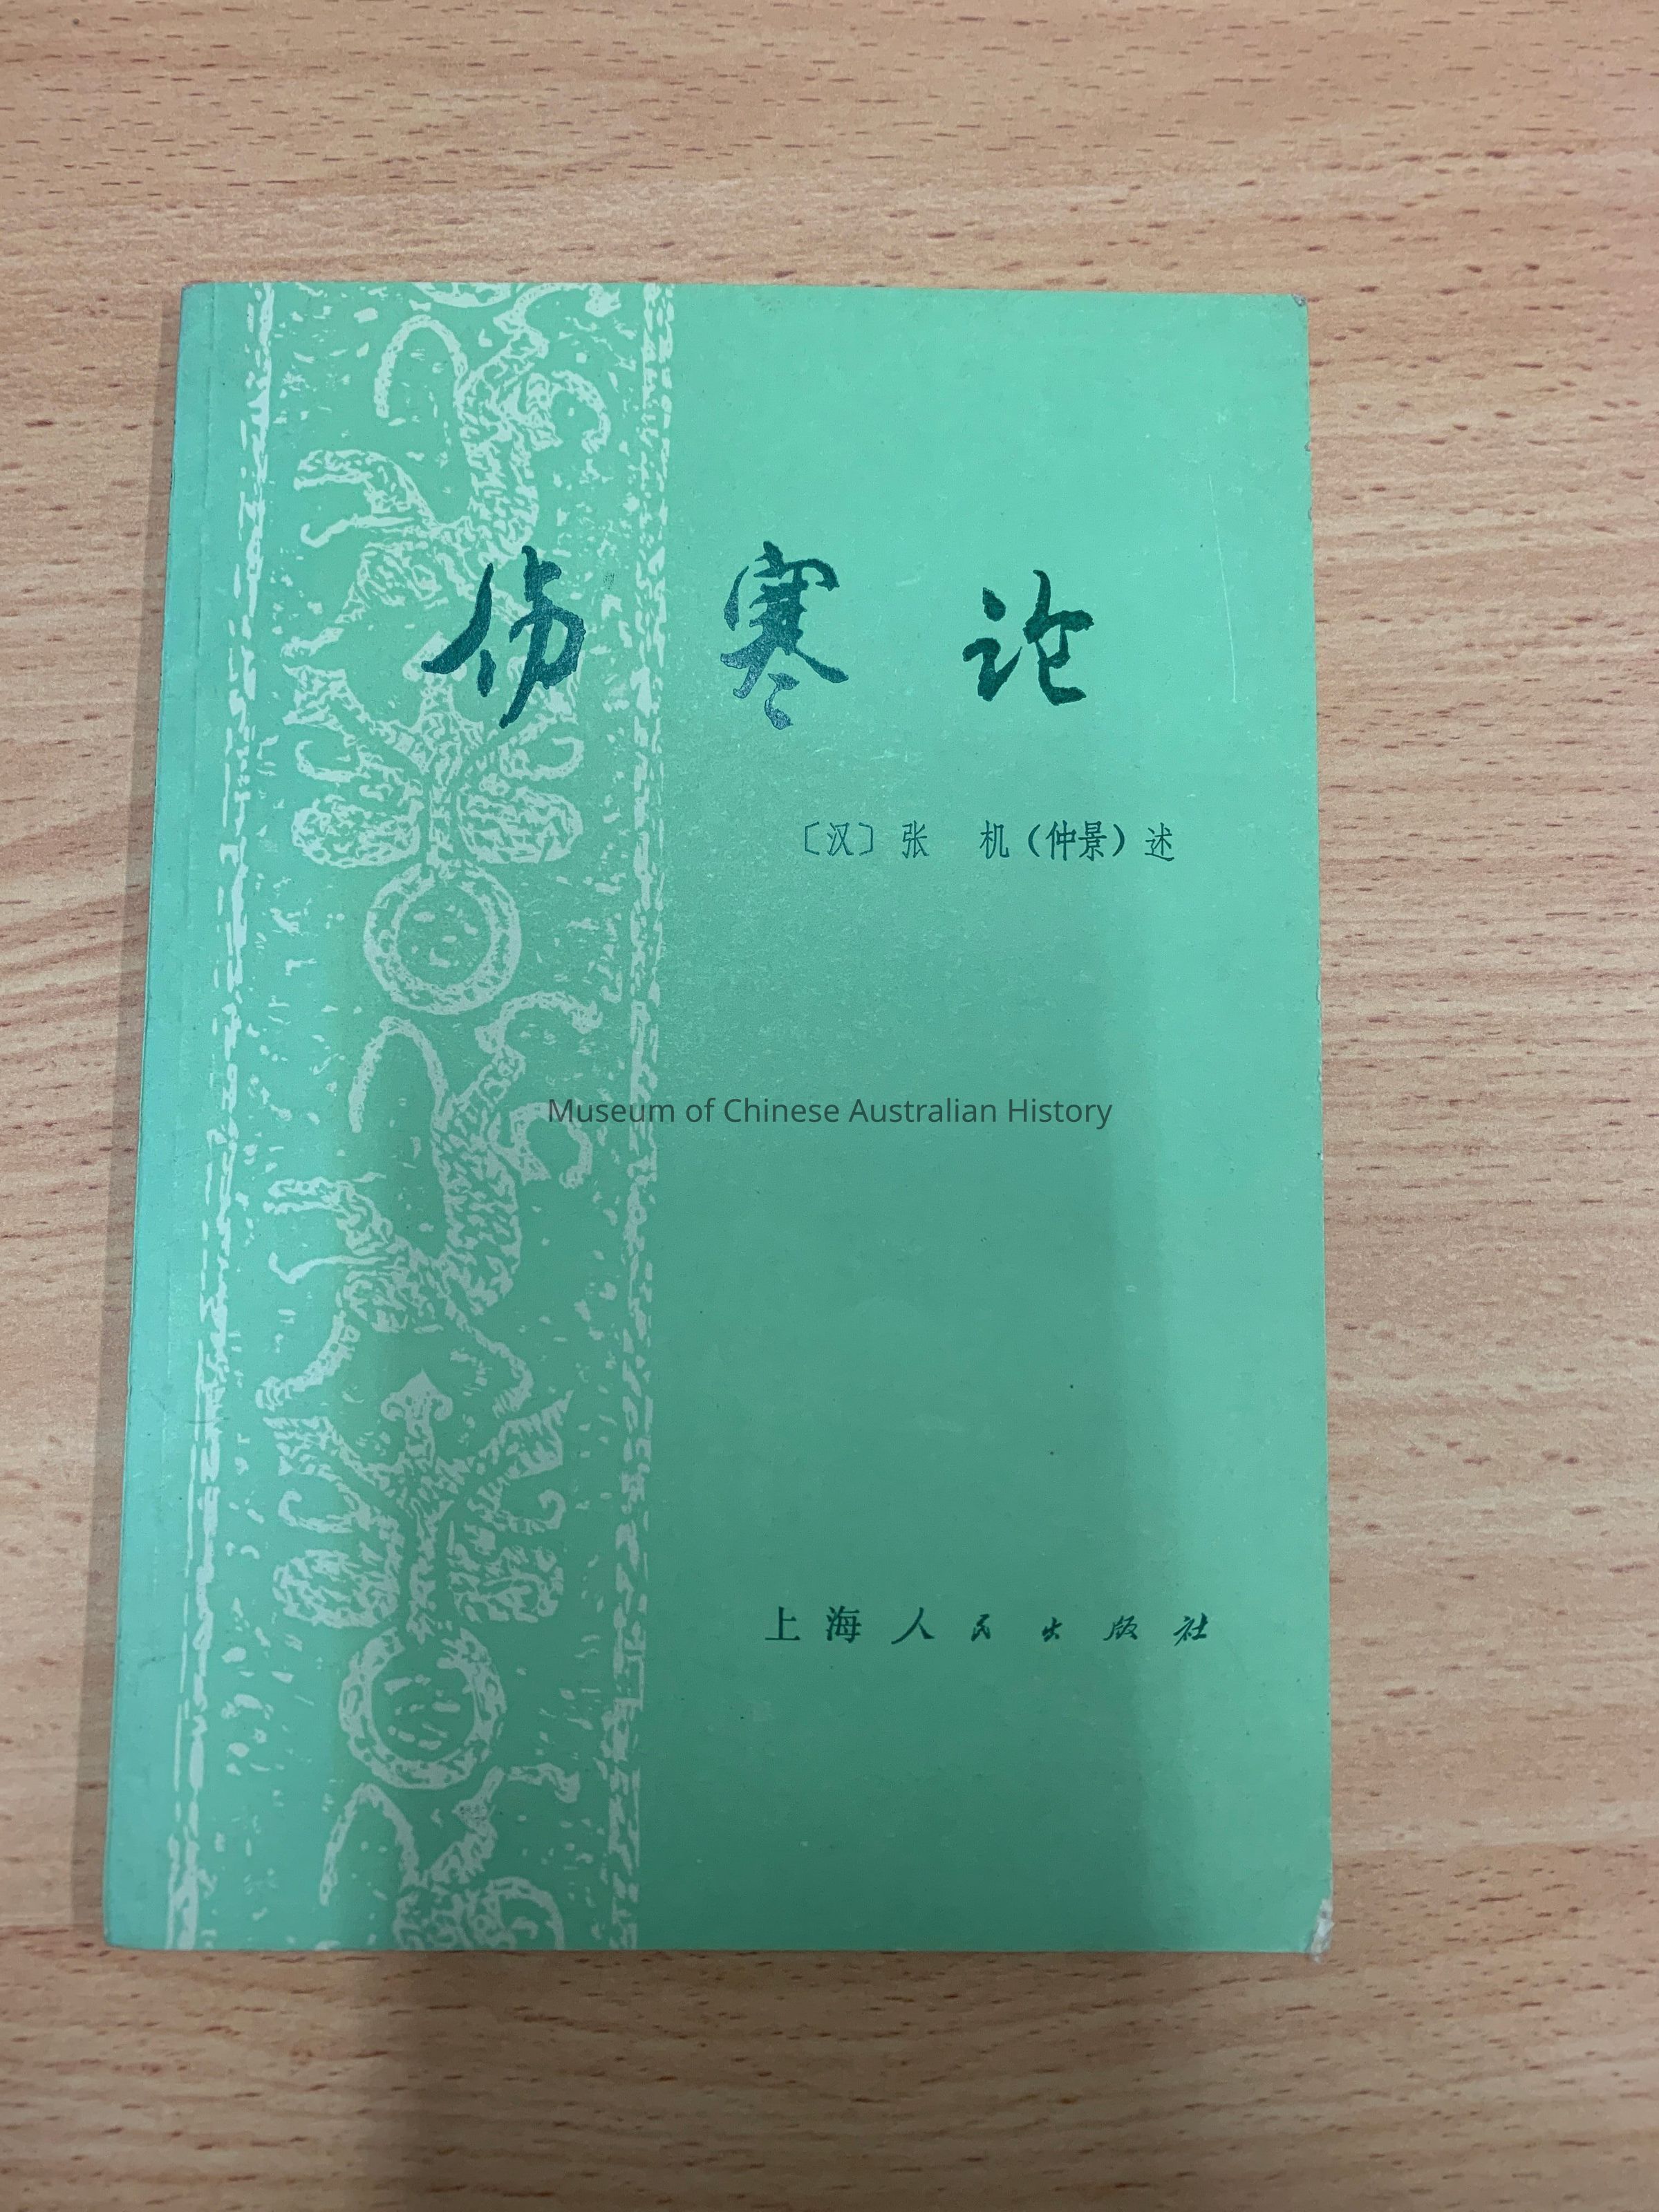 伤寒论
〔汉〕张 机（仲景）述
Museum of Chinese Australian History
上海人民出版社